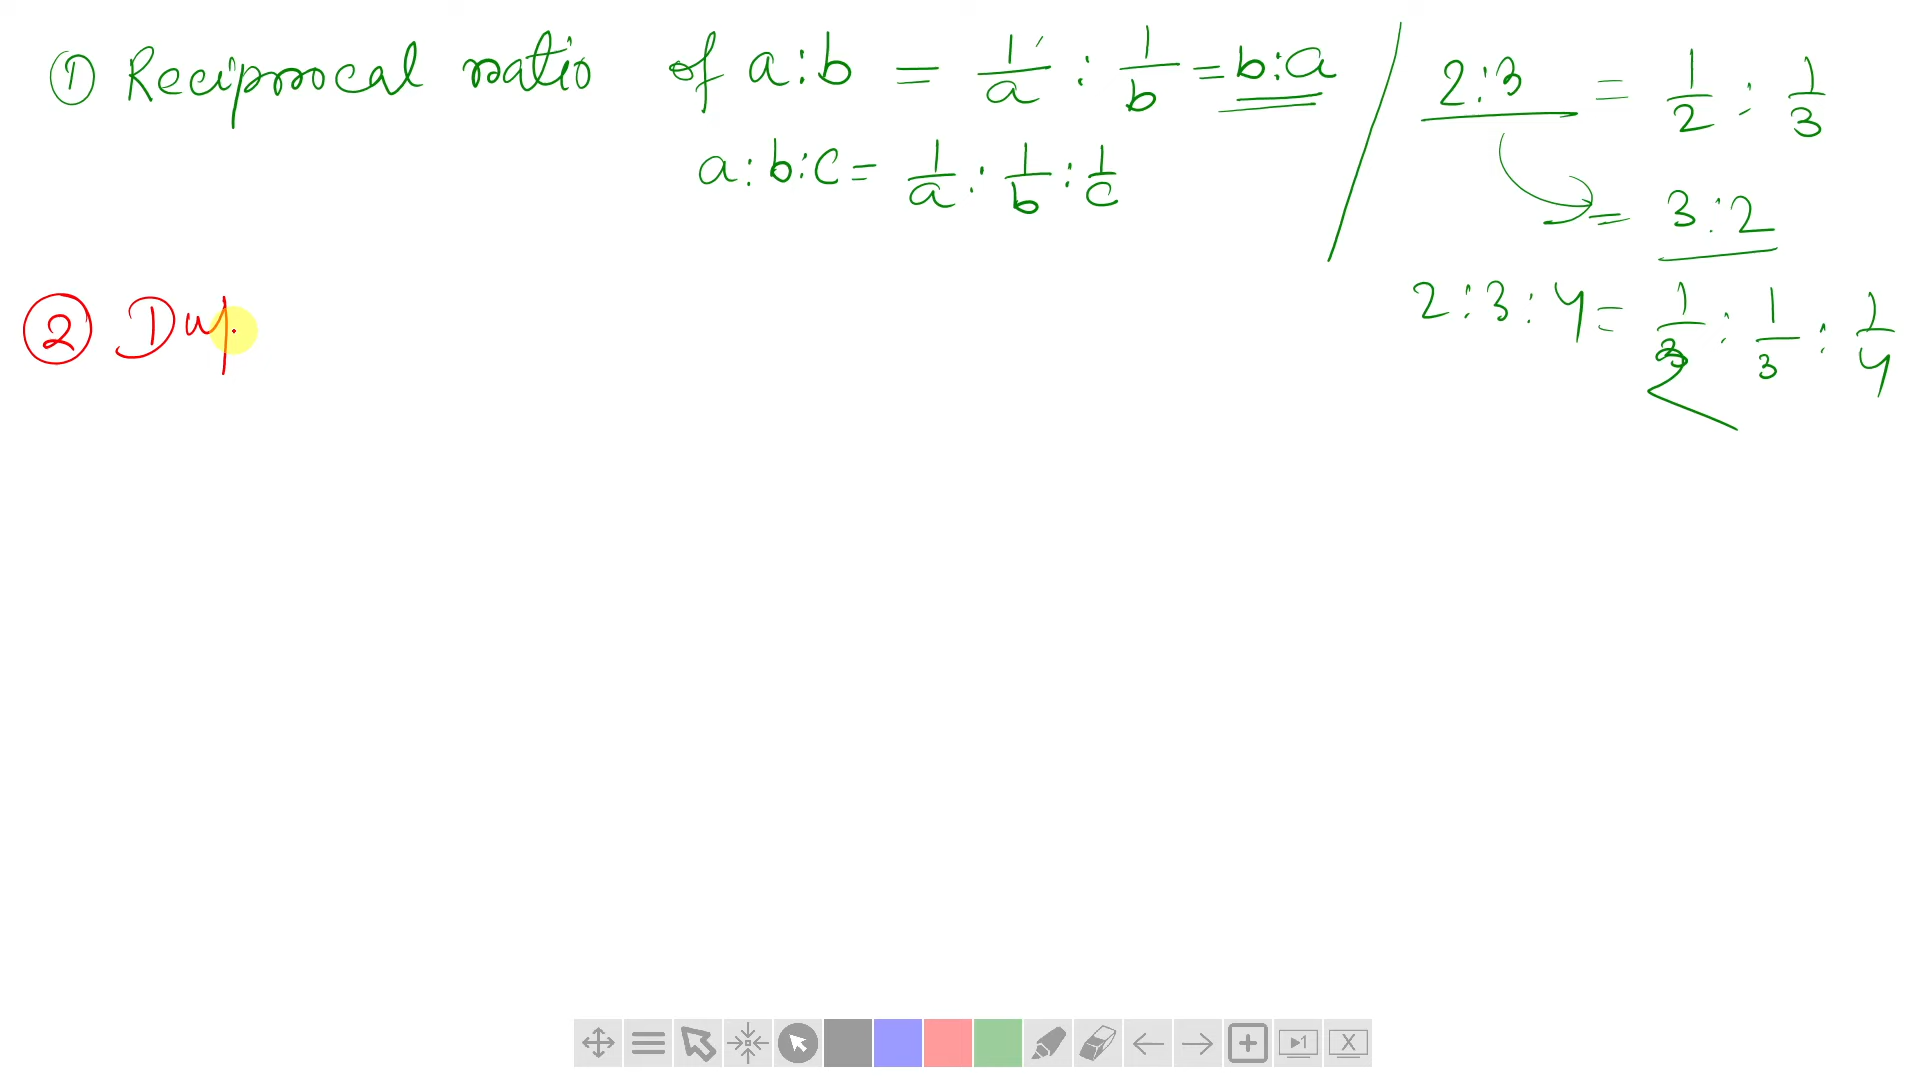 ① Reciprocal ratio of a:b = 1/a : 1/b = b:a
a:b:c = 1/a : 1/b : 1/c
2:3 = 1/2 : 1/3
= 3:2
2:3:4 = 1/2 : 1/3 : 1/4
② Dup